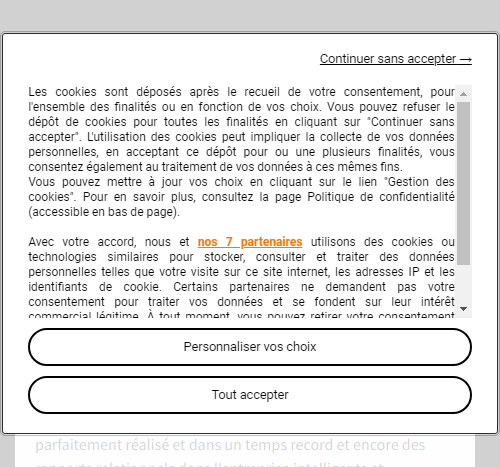 Continuer sans accepter →
Les cookies sont déposés après le recueil de votre consentement, pour
l'ensemble des finalités ou en fonction de vos choix. Vous pouvez refuser le
dépôt de cookies pour toutes les finalités en cliquant sur "Continuer sans
accepter". L'utilisation des cookies peut impliquer la collecte de vos données
personnelles, en acceptant ce dépôt pour ou une plusieurs finalités, vous
consentez également au traitement de vos données à ces mêmes fins.
Vous pouvez mettre à jour vos choix en cliquant sur le lien "Gestion des
cookies". Pour en savoir plus, consultez la page Politique de confidentialité
(accessible en bas de page).
Avec votre accord, nous et nos 7 partenaires utilisons des cookies ou
technologies similaires pour stocker, consulter et traiter des données
personnelles telles que votre visite sur ce site internet, les adresses IP et les
identifiants de cookie. Certains partenaires ne demandent pas votre
consentement pour traiter vos données et se fondent sur leur intérêt
commercial légitime. À tout moment, vous pouvez retirer votre consentement
Personnaliser vos choix
Tout accepter
parfaitement réalisé et dans un temps record et encore des
rapports relationnels dans l'entreprise intelligents et